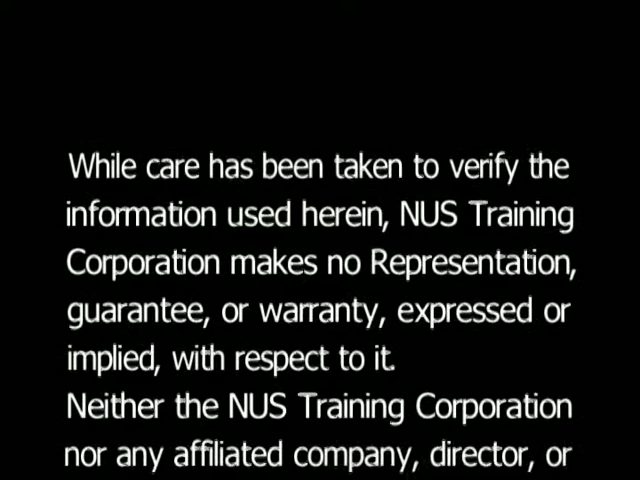 While care has been taken to verify the
information used herein, NUS Training
Corporation makes no Representation,
guarantee, or warranty, expressed or
implied, with respect to it.
Neither the NUS Training Corporation
nor any affiliated company, director, or